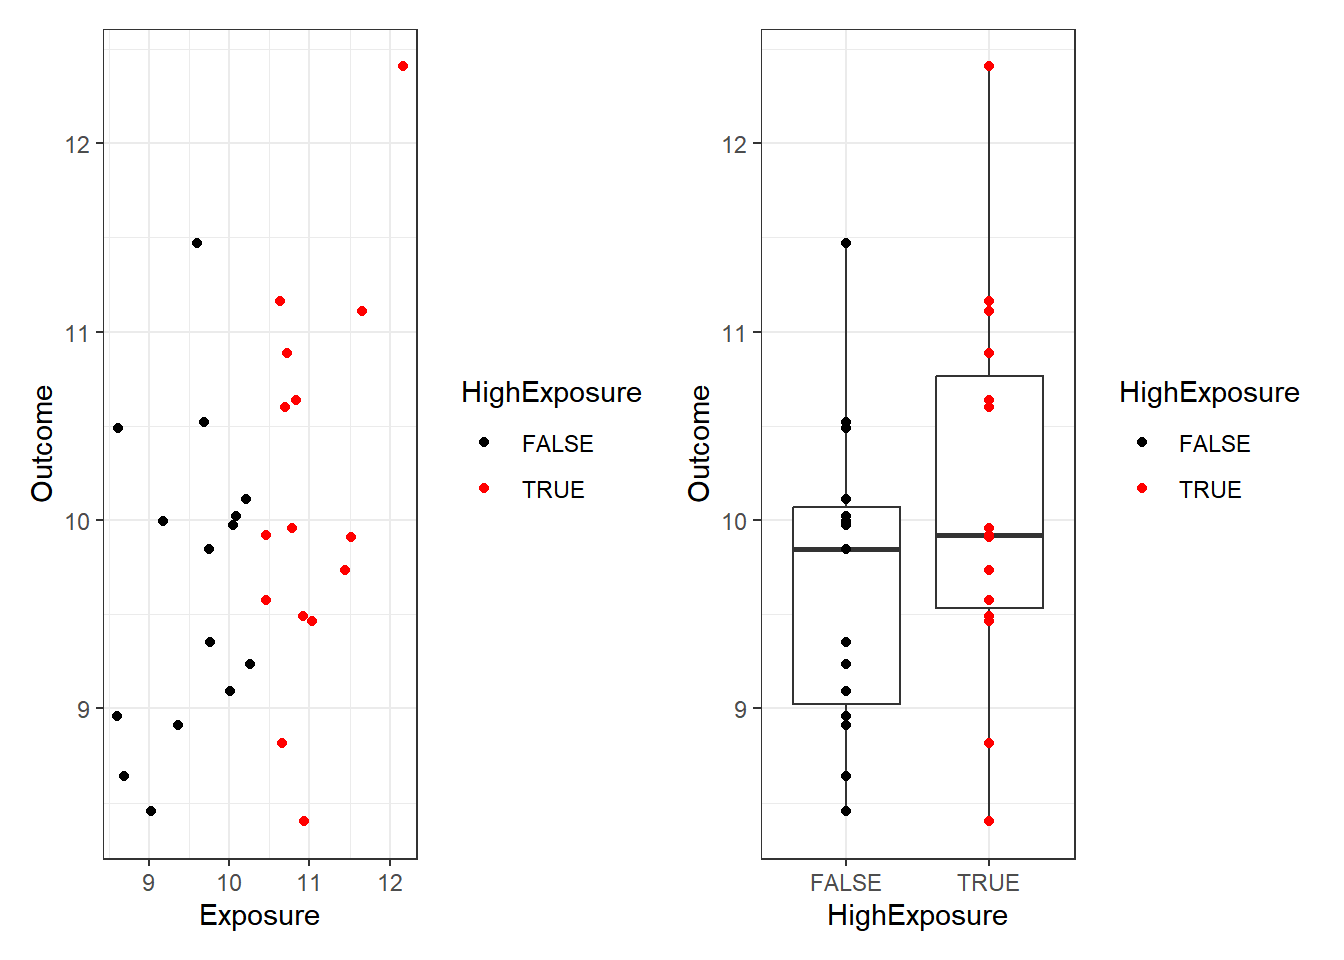 12
11
10
9
Outcome
9 10 11 12
Exposure
HighExposure
FALSE
TRUE
12
11
10
9
Outcome
FALSE TRUE
HighExposure
HighExposure
FALSE
TRUE